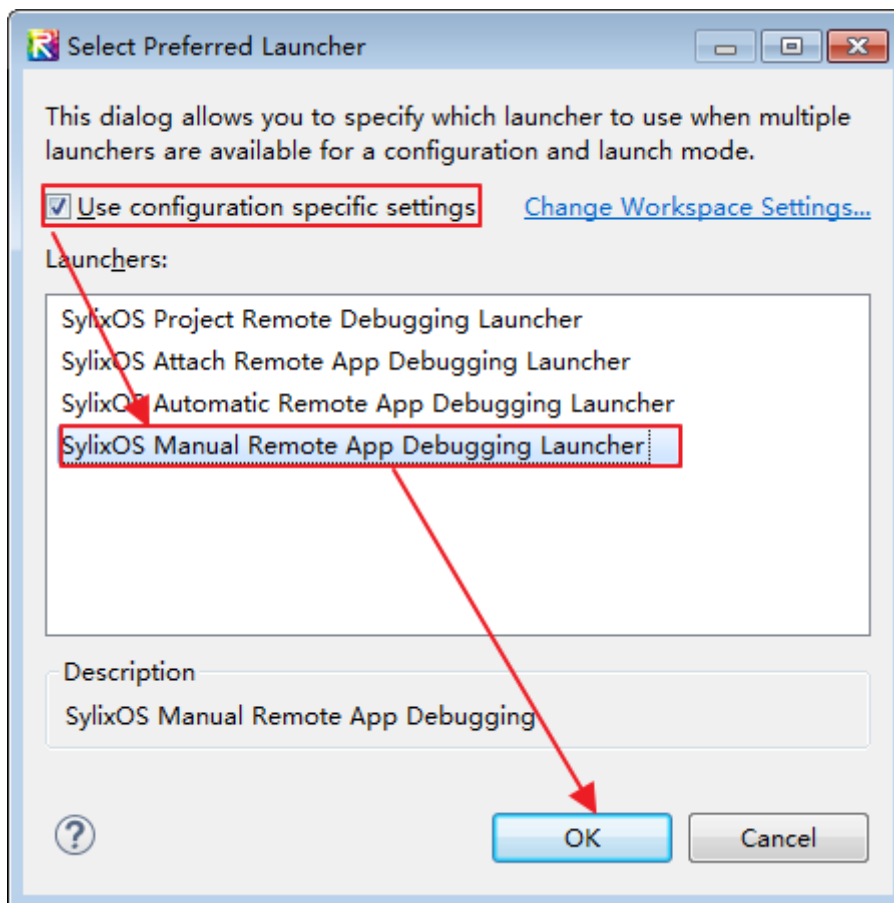 Select Preferred Launcher
This dialog allows you to specify which launcher to use when multiple
launchers are available for a configuration and launch mode.
Use configuration specific settings Change Workspace Settings...
Launchers:
SylixOS Project Remote Debugging Launcher
SylixOS Attach Remote App Debugging Launcher
SylixOS Automatic Remote App Debugging Launcher
SylixOS Manual Remote App Debugging Launcher
Description
SylixOS Manual Remote App Debugging
OK Cancel